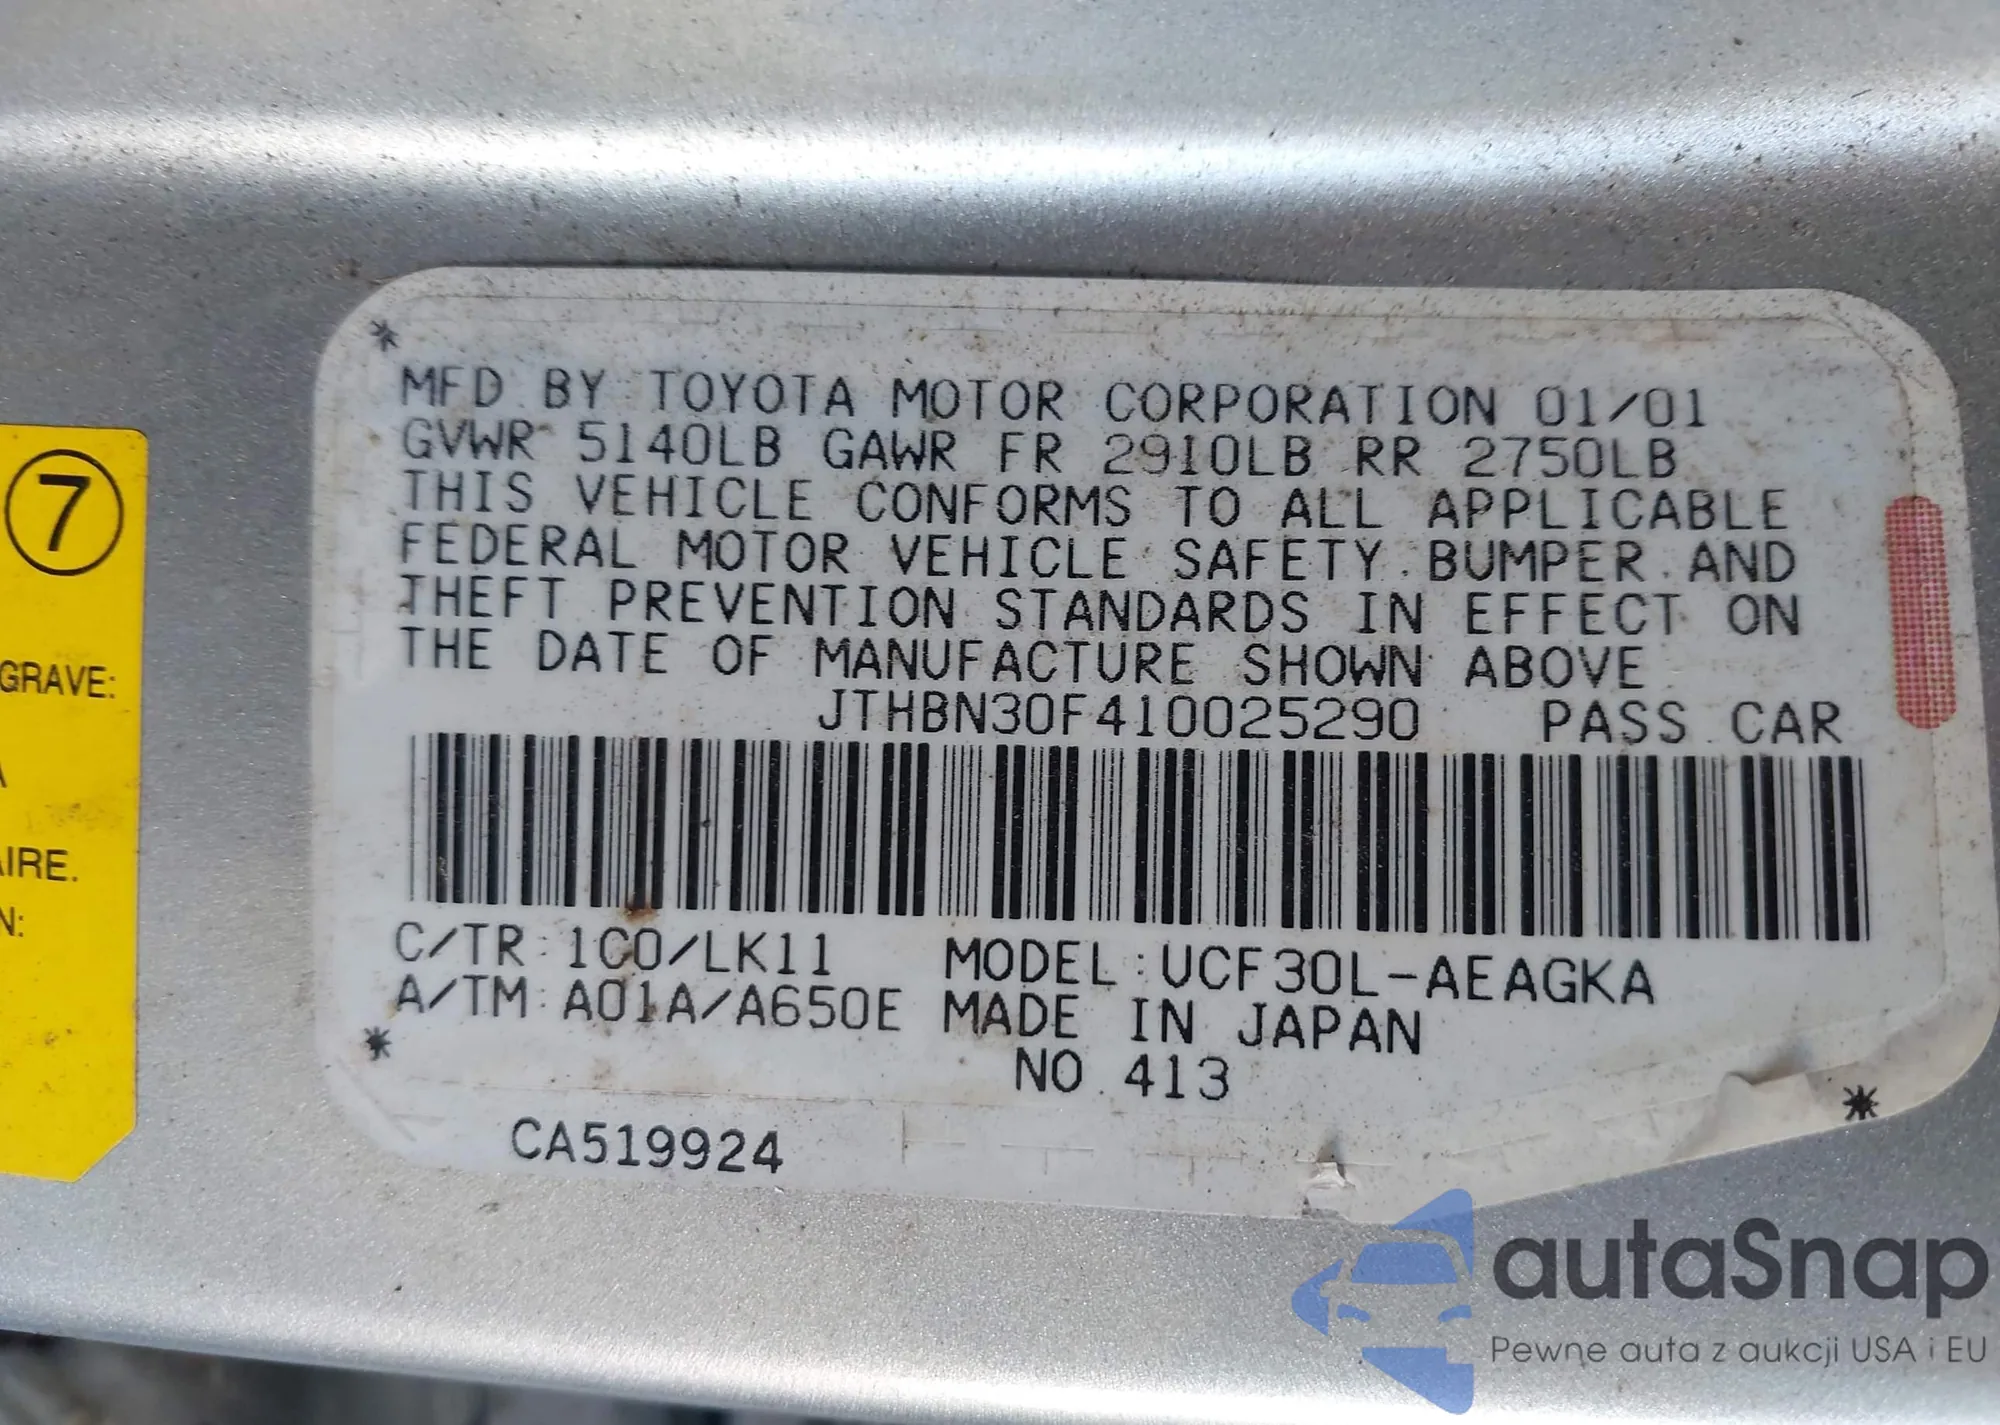 7
GRAVE:
A
AIRE.
N:
MFD BY TOYOTA MOTOR CORPORATION 01/01
GVWR 5140LB GAWR FR 2910LB RR 2750LB
THIS VEHICLE CONFORMS TO ALL APPLICABLE
FEDERAL MOTOR VEHICLE SAFETY. BUMPER. AND
THEFT PREVENTION STANDARDS IN EFFECT ON
THE DATE OF MANUFACTURE SHOWN ABOVE
JTHBN30F410025290 PASS. CAR
C/TR: 1C0/LK11 MODEL: UCF30L-AEAGKA
A/TM: A01A/A650E MADE IN JAPAN
NO. 413
CA519924
autaSnap
Pewne auta z aukcji USA i EU